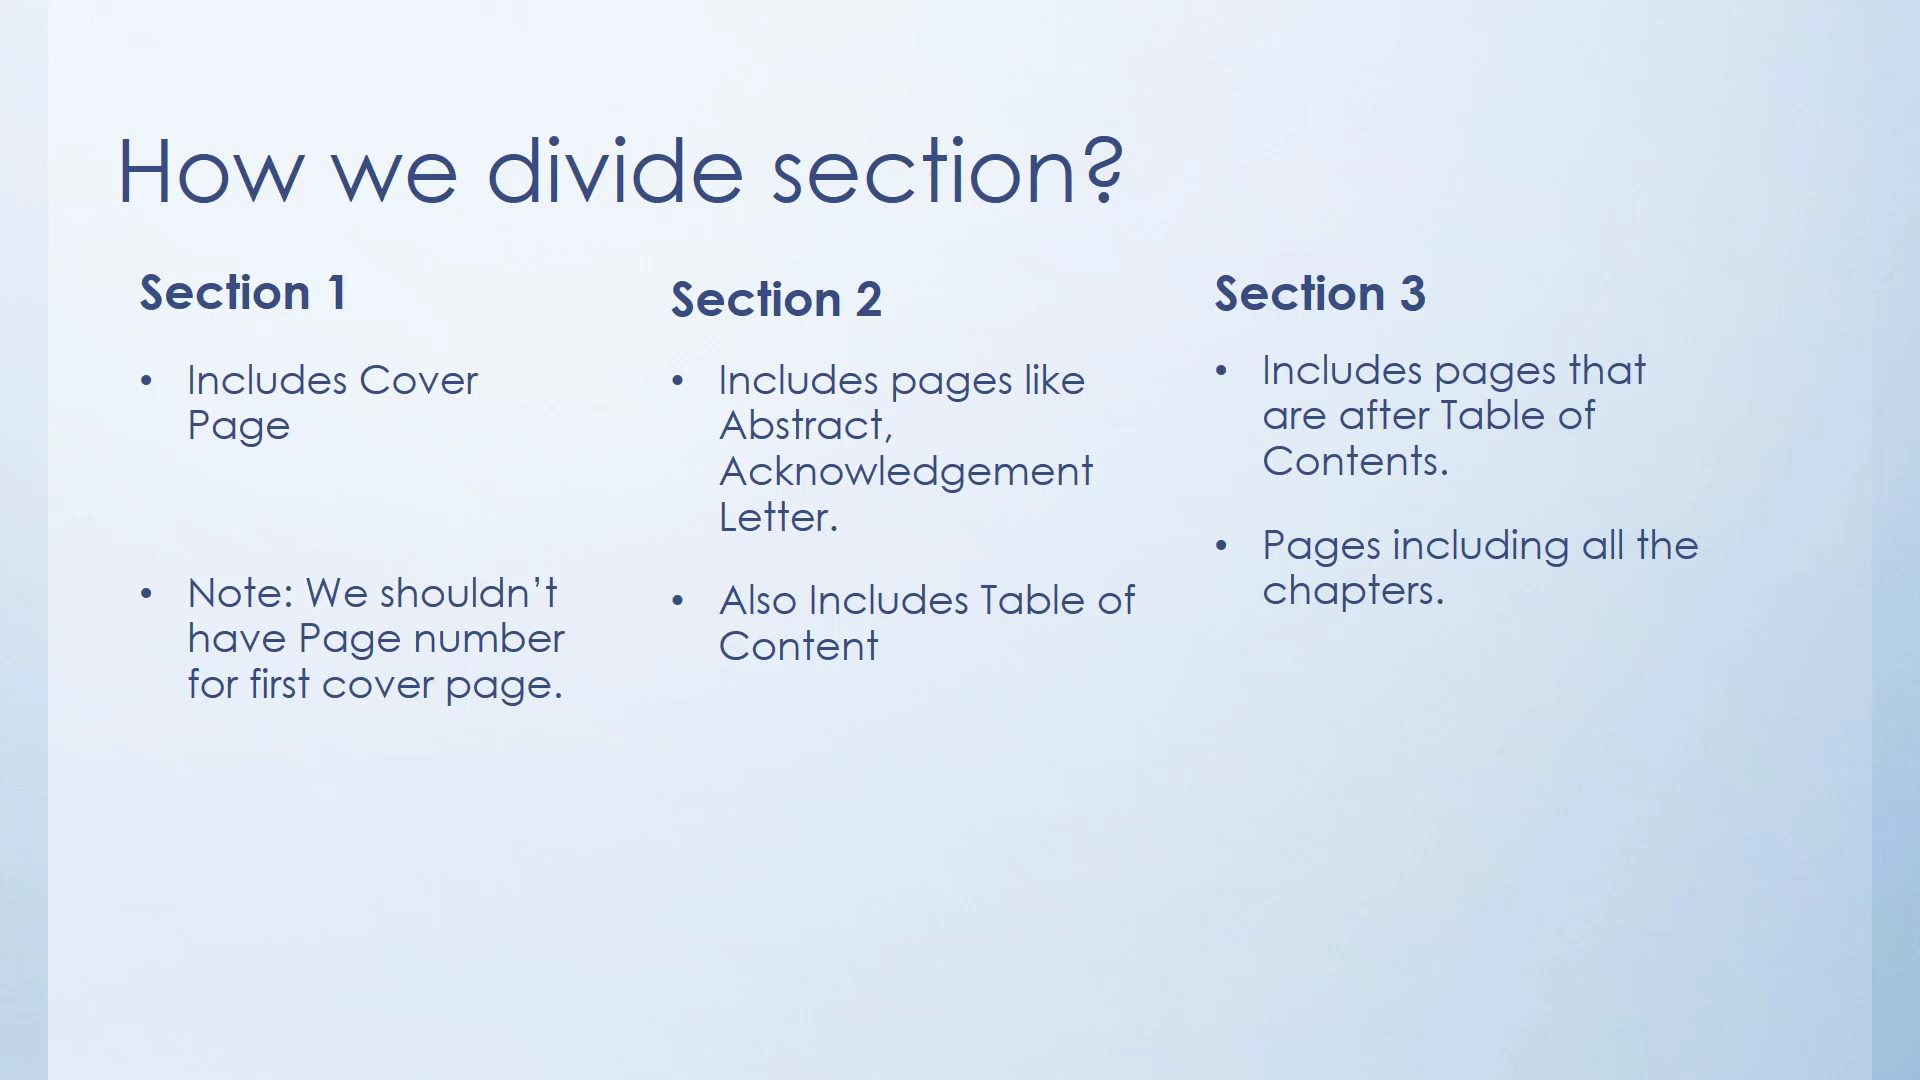 How we divide section?
Section 1
• Includes Cover
Page
• Note: We shouldn’t
have Page number
for first cover page.
Section 2
• Includes pages like
Abstract,
Acknowledgement
Letter.
• Also Includes Table of
Content
Section 3
• Includes pages that
are after Table of
Contents.
• Pages including all the
chapters.